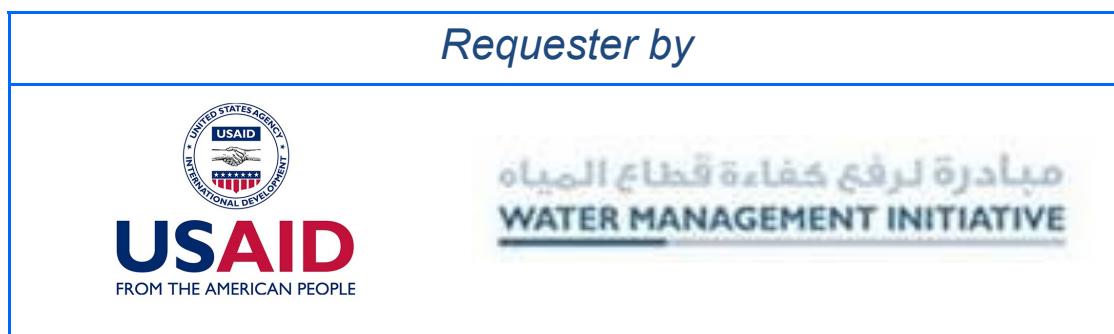 Requester by
UNITED STATES AGENCY
USAID
INTERNATIONAL DEVELOPMENT
USAID
FROM THE AMERICAN PEOPLE
مبادرة لرفع كفاءة قطاع المياه
WATER MANAGEMENT INITIATIVE